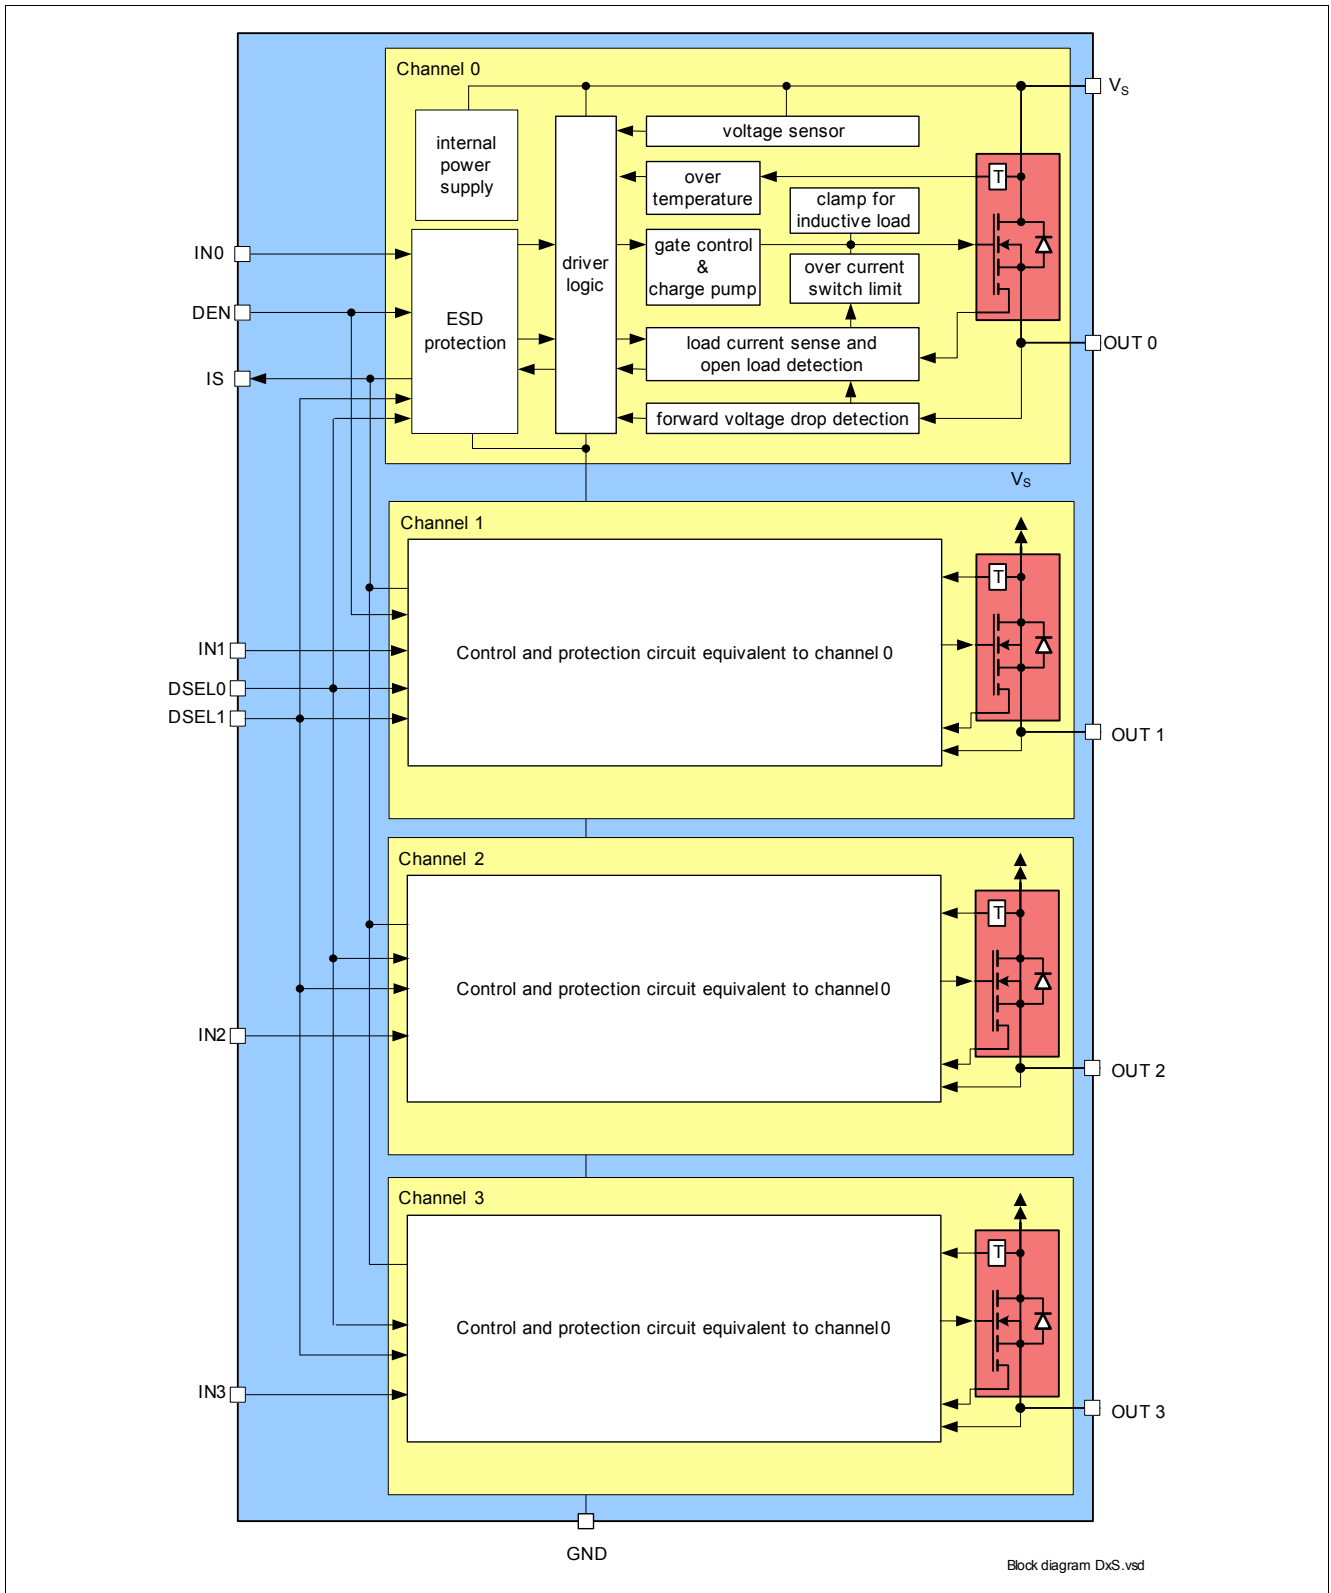 Channel 0
V_S
voltage sensor
internal
power
supply
T
over
temperature
clamp for
inductive load
IN0
driver
logic
gate control
&
charge pump
over current
switch limit
DEN
ESD
protection
load current sense and
open load detection
OUT 0
IS
forward voltage drop detection
V_S
Channel 1
T
IN1
Control and protection circuit equivalent to channel 0
DSEL0
DSEL1
OUT 1
Channel 2
T
Control and protection circuit equivalent to channel 0
IN2
OUT 2
Channel 3
T
Control and protection circuit equivalent to channel 0
IN3
OUT 3
GND
Block diagram DxS.vsd